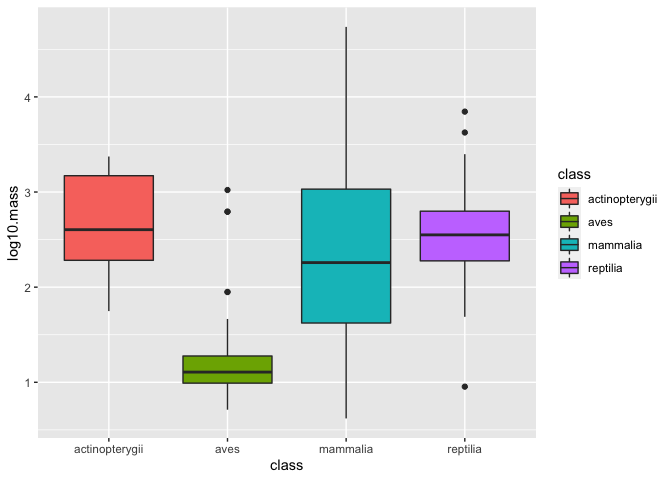 log10.mass
4
3
2
1
actinopterygii
aves
mammalia
reptilia
class
class
actinopterygii
aves
mammalia
reptilia